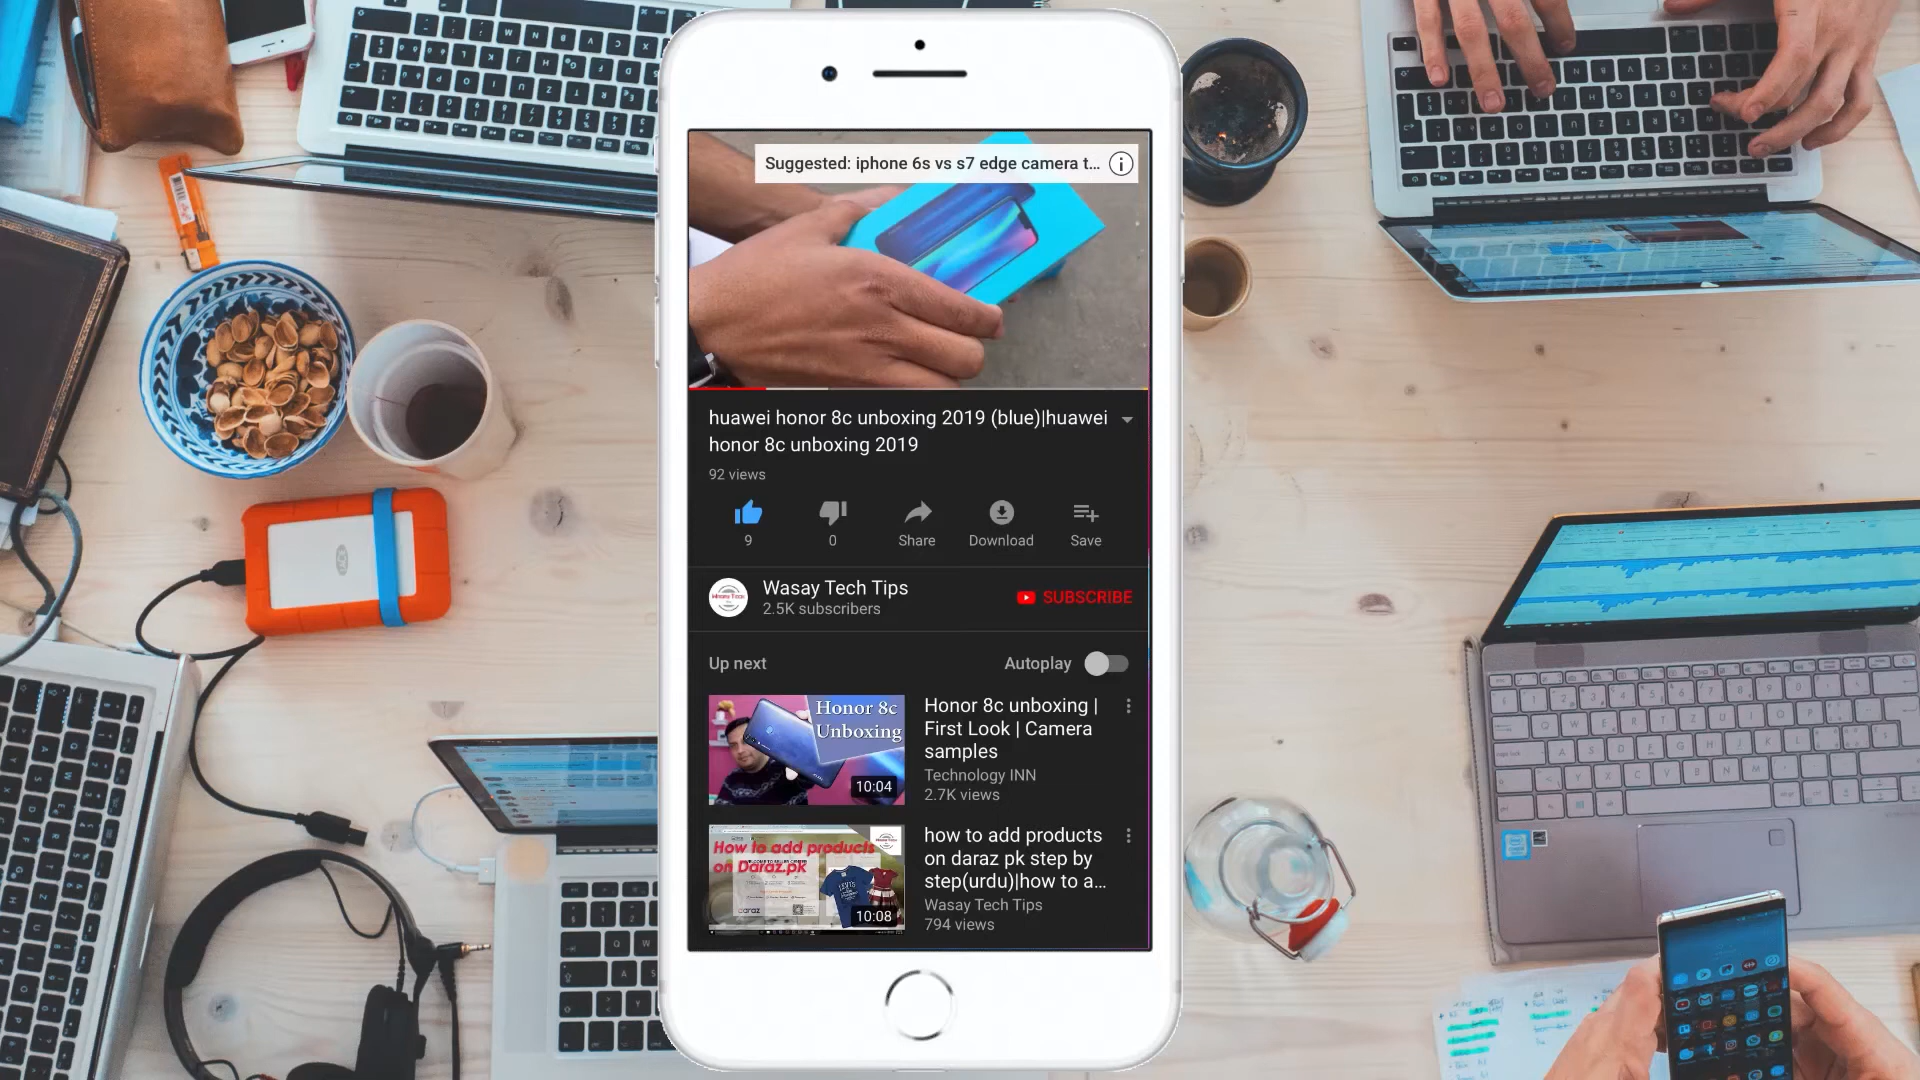 Suggested: iphone 6s vs s7 edge camera t...
huawei honor 8c unboxing 2019 (blue)|huawei
honor 8c unboxing 2019
92 views
9
0
Share
Download
Save
Wasay Tech Tips
2.5K subscribers
SUBSCRIBE
Up next
Autoplay
Honor 8c
Unboxing
10:04
Honor 8c unboxing |
First Look | Camera
samples
Technology INN
2.7K views
How to add products
on Daraz.pk
daraz
10:08
how to add products
on daraz pk step by
step(urdu)|how to a...
Wasay Tech Tips
794 views